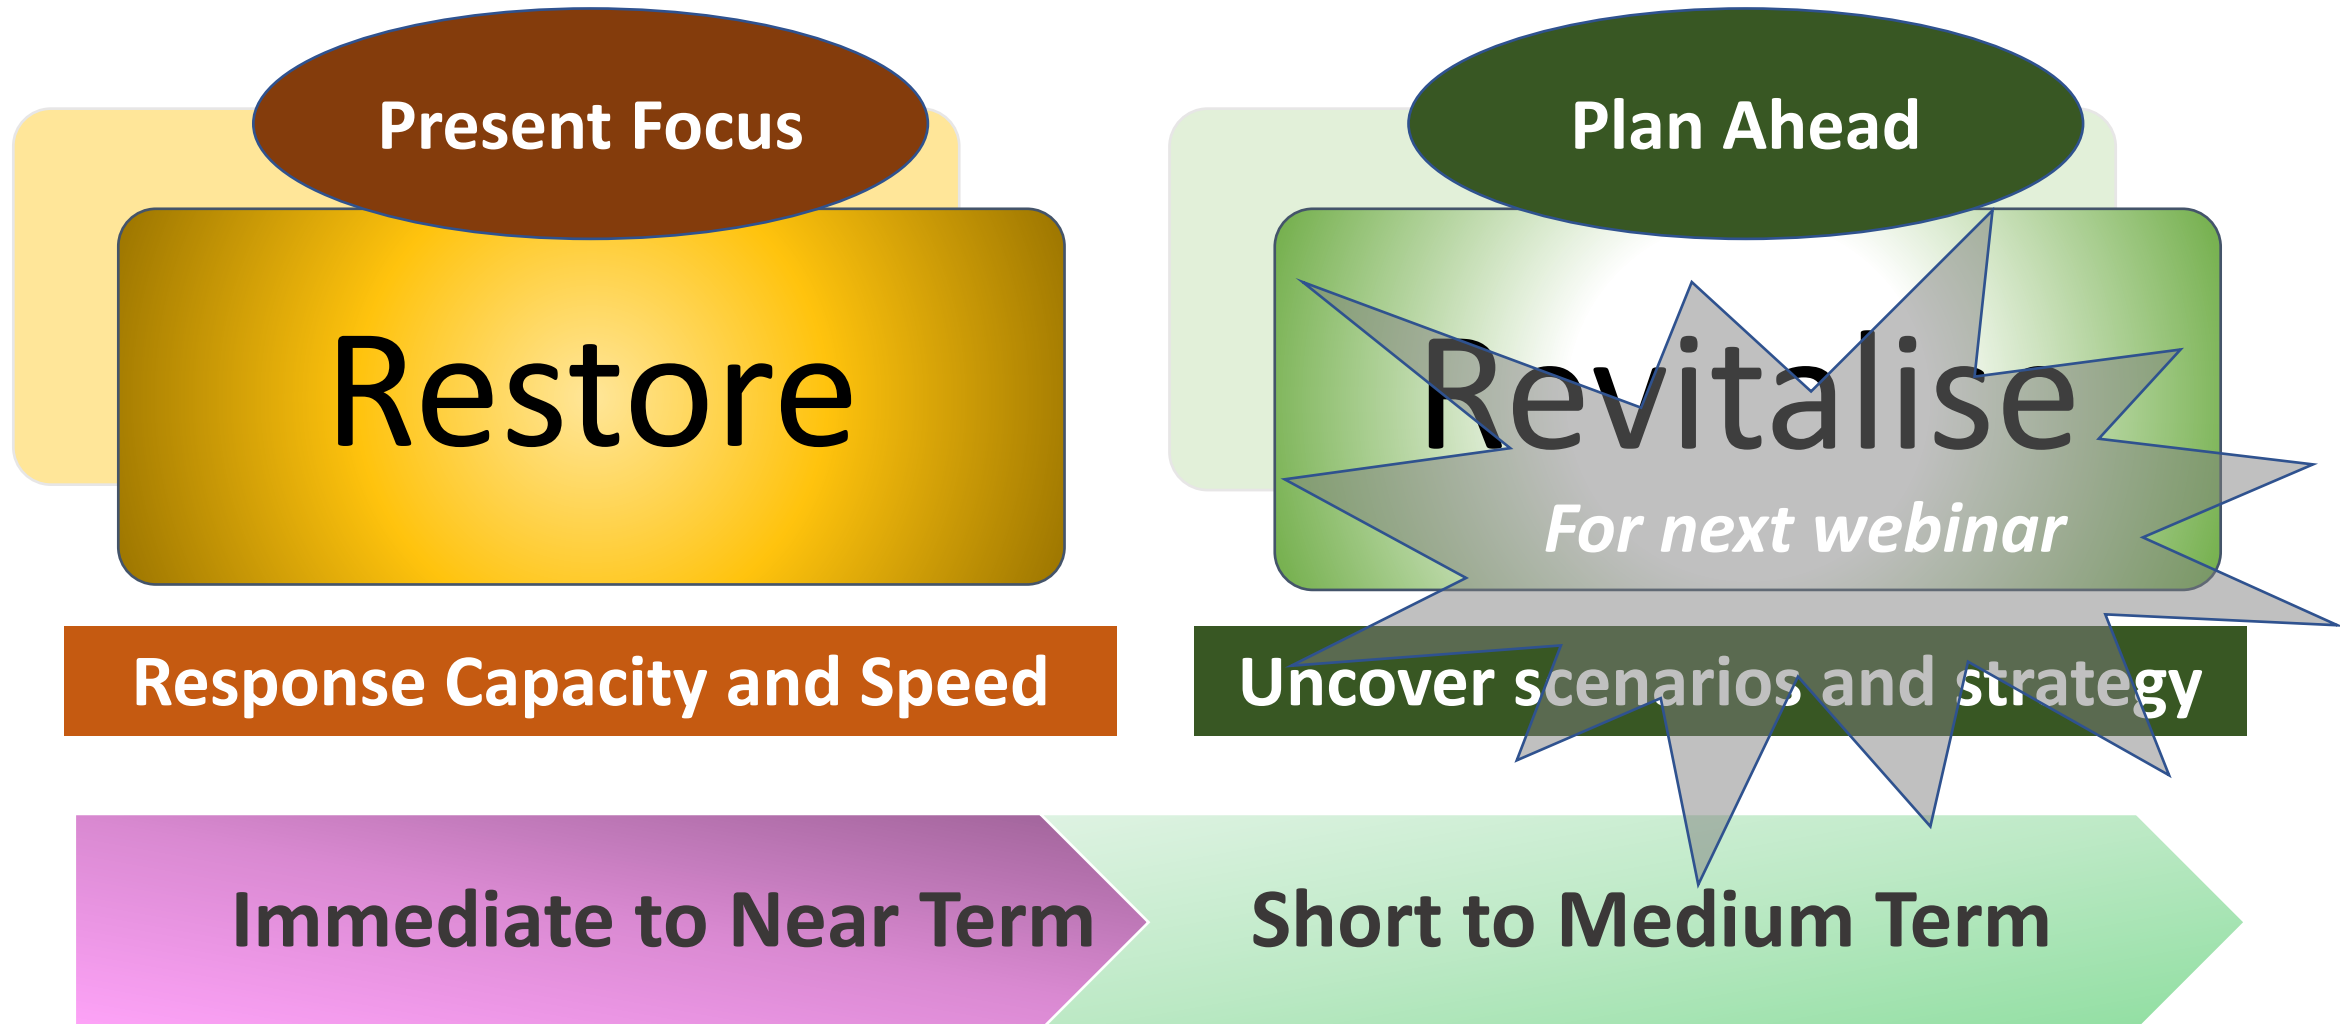 Present Focus
Restore
Response Capacity and Speed
Immediate to Near Term
Plan Ahead
Revitalise
For next webinar
Uncover scenarios and strategy
Short to Medium Term